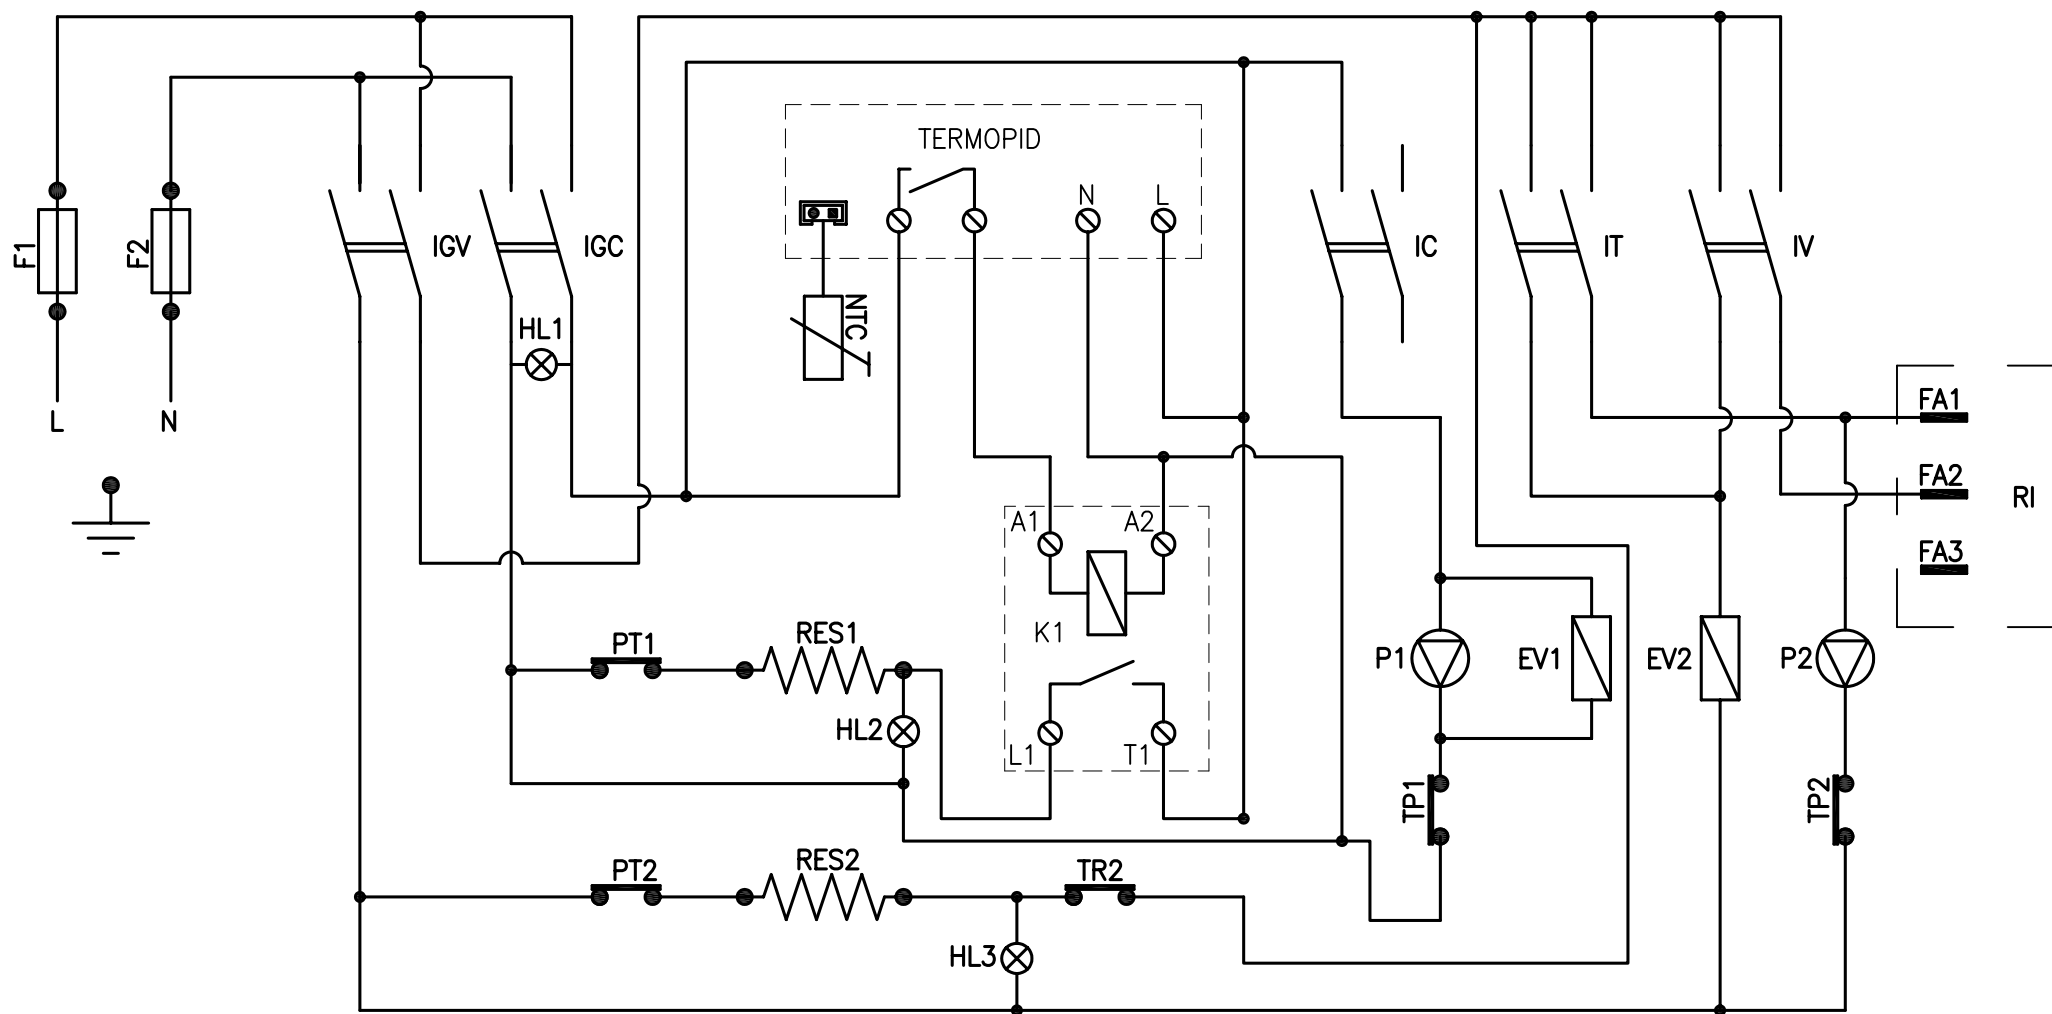 TERMOPID
N
L
F1
F2
IGV
IGC
IC
IT
IV
NTC
HL1
L
N
FA1
FA2
RI
FA3
A1
A2
K1
PT1
RES1
HL2
L1
T1
P1
EV1
EV2
P2
TP1
TP2
PT2
RES2
TR2
HL3